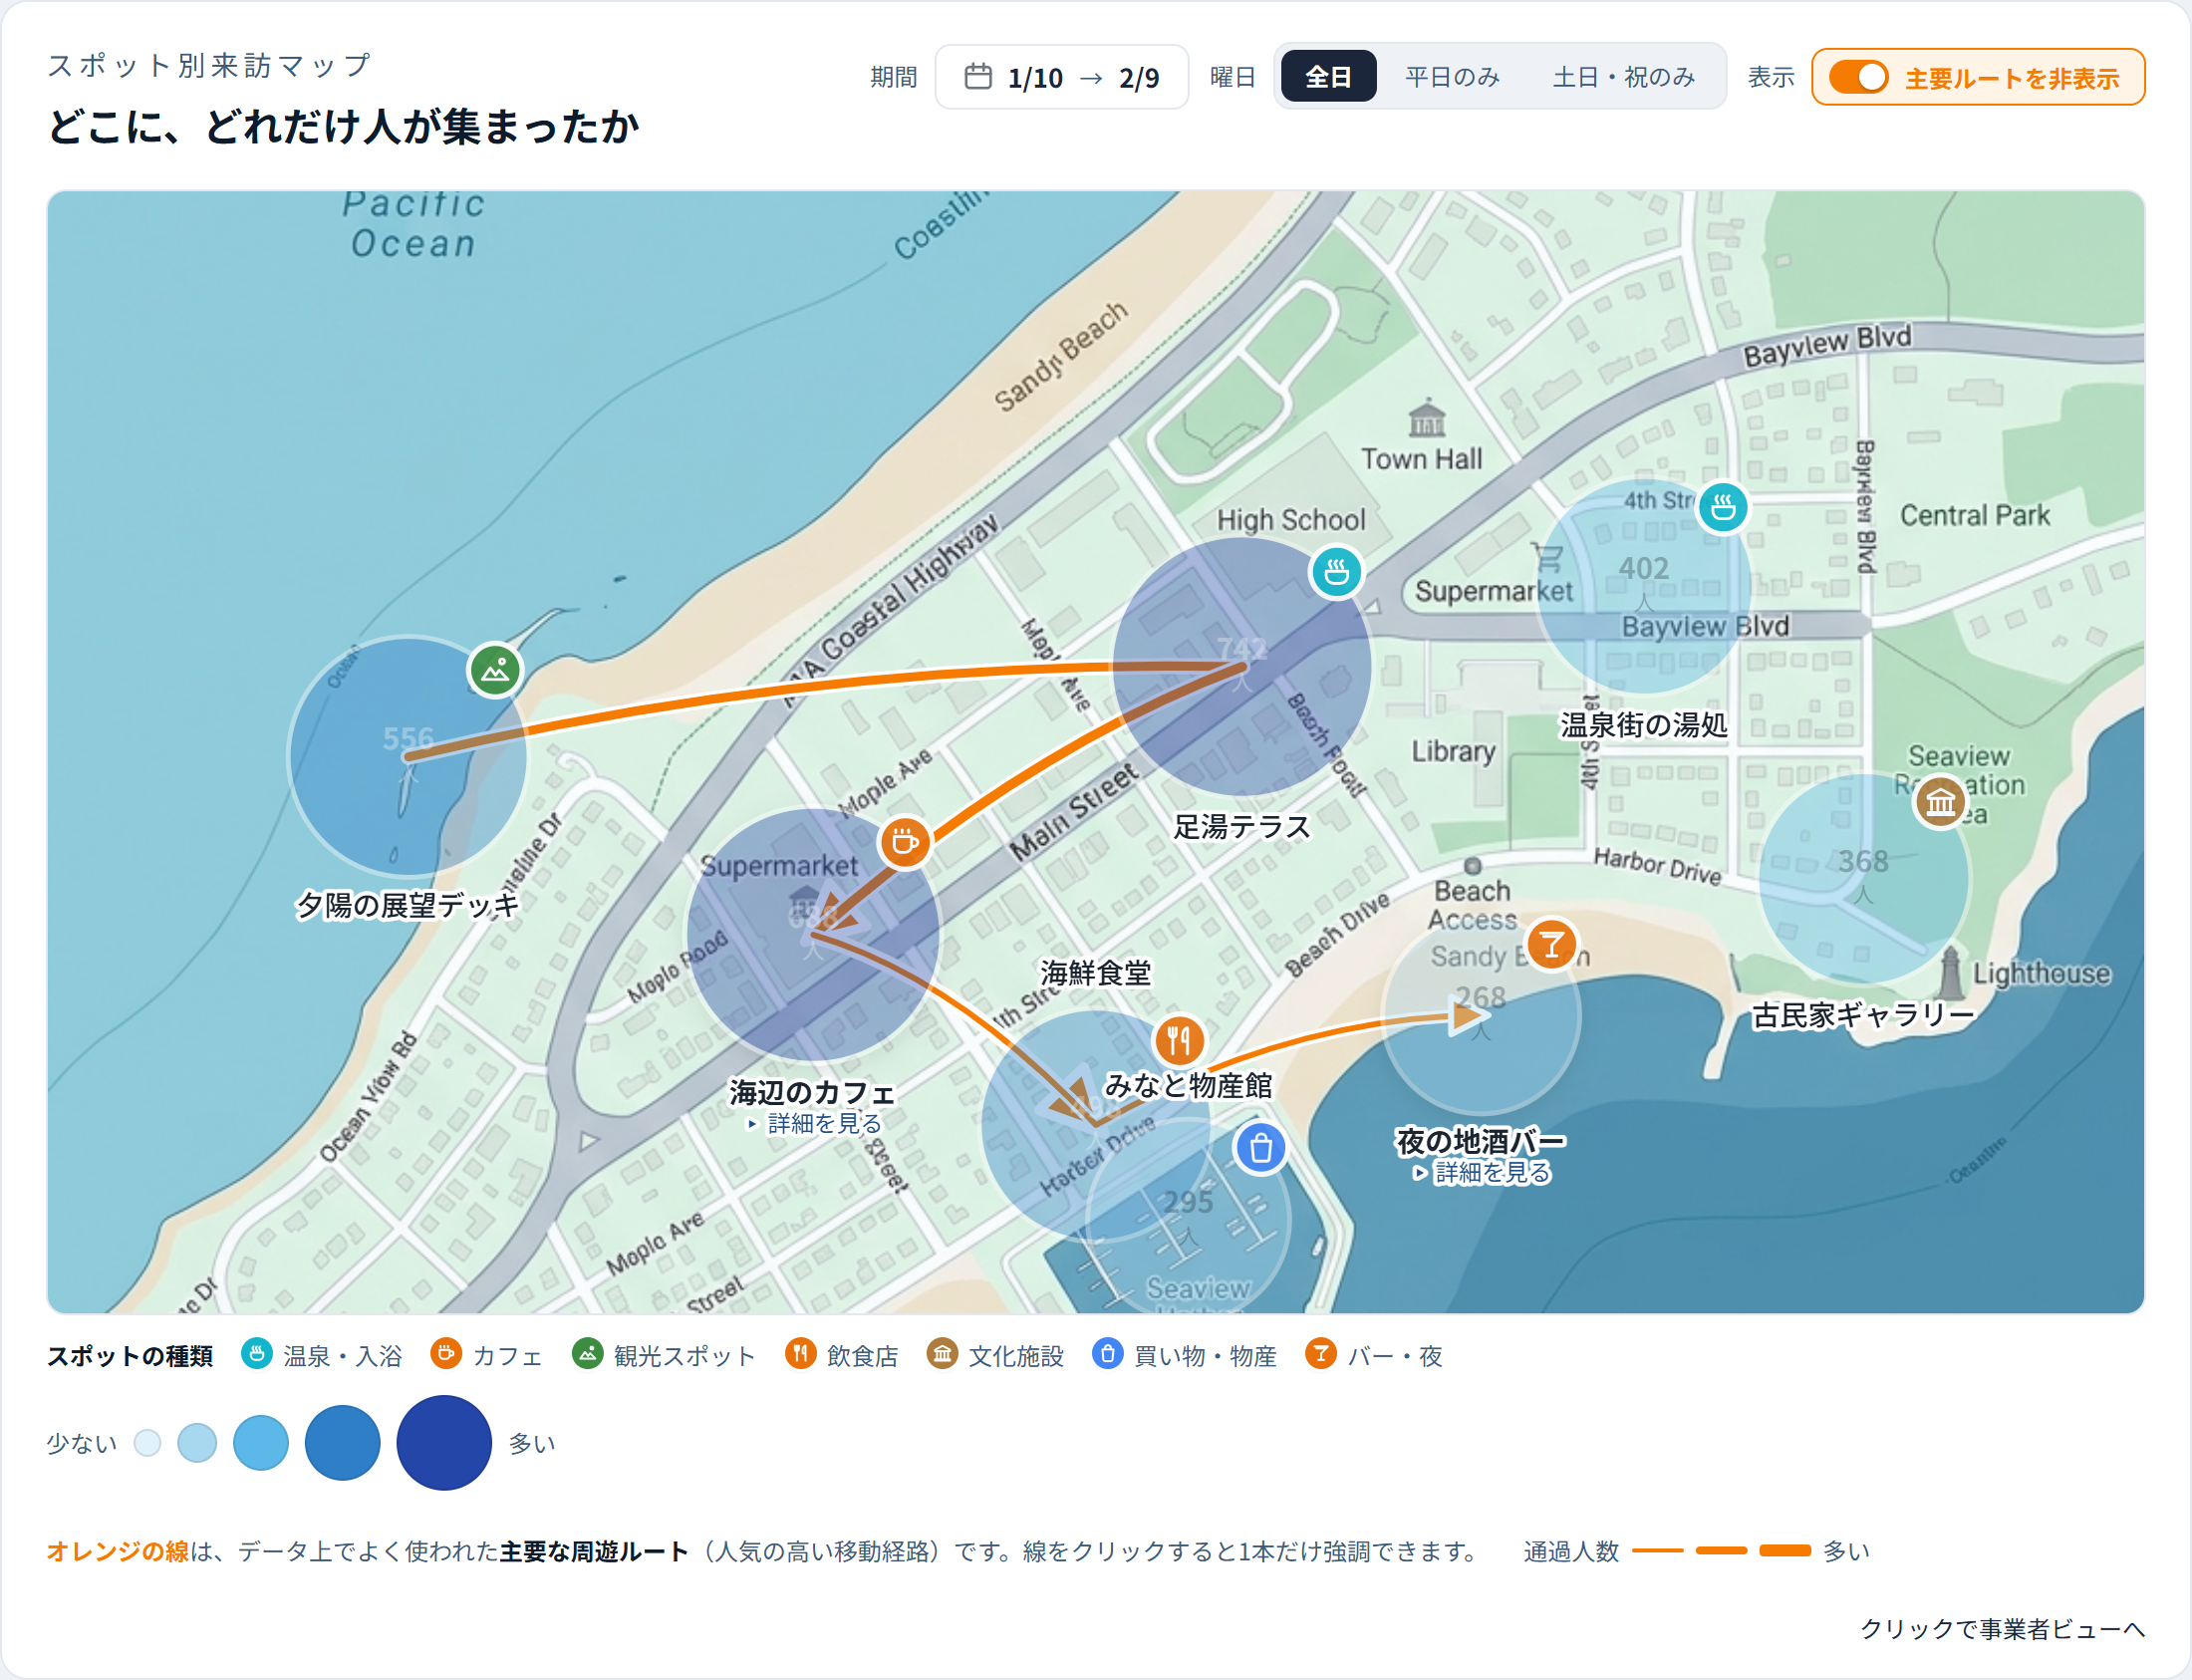 スポット別来訪マップ
どこに、どれだけ人が集まったか
期間
1/10 → 2/9
曜日
全日
平日のみ
土日・祝のみ
表示
主要ルートを非表示
Pacific
Ocean
Sandy Beach
Town Hall
High School
Bayview Blvd
4th
Central Park
402
人
Supermarket
Bayview Blvd
温泉街の湯処
742
人
足湯テラス
Library
556
人
夕陽の展望デッキ
Coastal Highway
Main Street
Supermarket
人
海辺のカフェ
▸ 詳細を見る
Seaview
368
人
古民家ギャラリー
Lighthouse
Harbor Drive
Beach
Access
Beach Drive
268
人
夜の地酒バー
▸ 詳細を見る
海鮮食堂
みなと物産館
Harbor Drive
295
人
Seaview
Ocean View Rd
Street
スポットの種類
温泉・入浴
カフェ
観光スポット
飲食店
文化施設
買い物・物産
バー・夜
少ない
多い
オレンジの線は、データ上でよく使われた主要な周遊ルート（人気の高い移動経路）です。線をクリックすると1本だけ強調できます。
通過人数
多い
クリックで事業者ビューへ